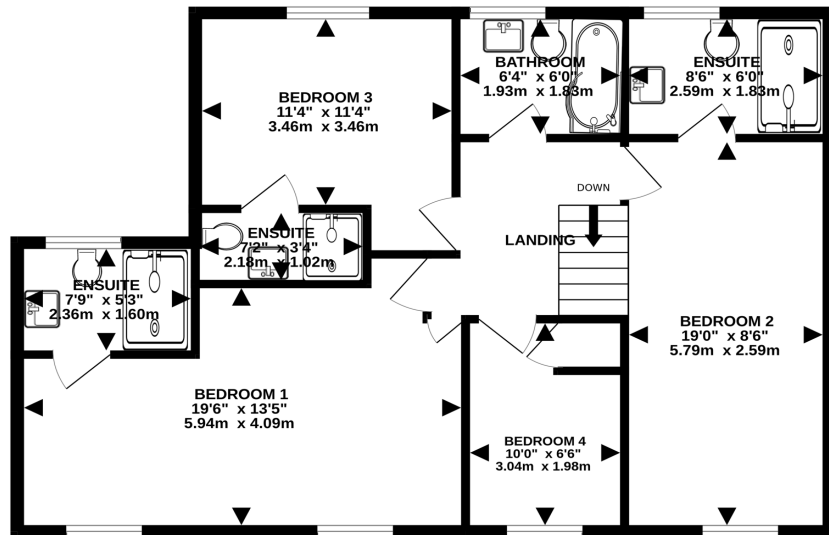 BATHROOM
6'4" x 6'0"
1.93m x 1.83m
ENSUITE
8'6" x 6'0"
2.59m x 1.83m
BEDROOM 3
11'4" x 11'4"
3.46m x 3.46m
DOWN
LANDING
ENSUITE
7'2" x 3'4"
2.18m x 1.02m
ENSUITE
7'9" x 5'3"
2.36m x 1.60m
BEDROOM 2
19'0" x 8'6"
5.79m x 2.59m
BEDROOM 1
19'6" x 13'5"
5.94m x 4.09m
BEDROOM 4
10'0" x 6'6"
3.04m x 1.98m